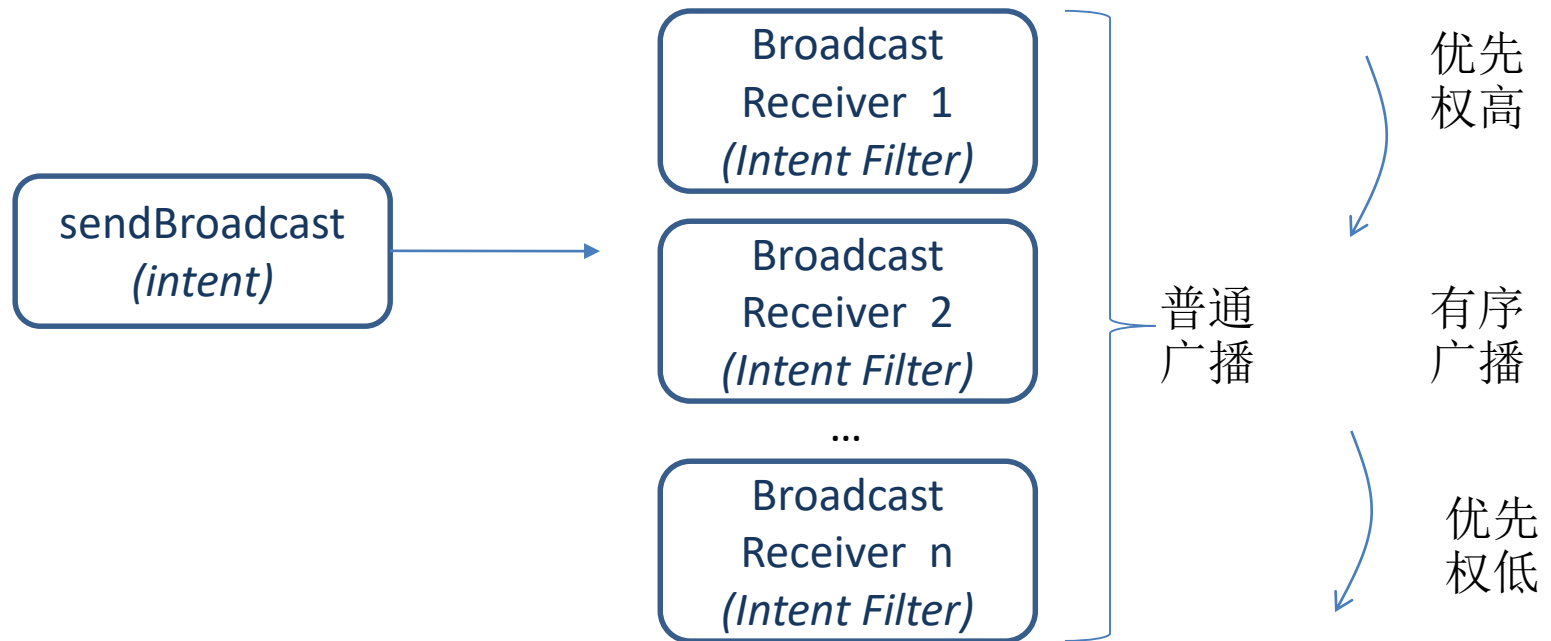 sendBroadcast
(intent)
Broadcast
Receiver 1
(Intent Filter)
Broadcast
Receiver 2
(Intent Filter)
...
Broadcast
Receiver n
(Intent Filter)
普通
广播
优先
权高
有序
广播
优先
权低